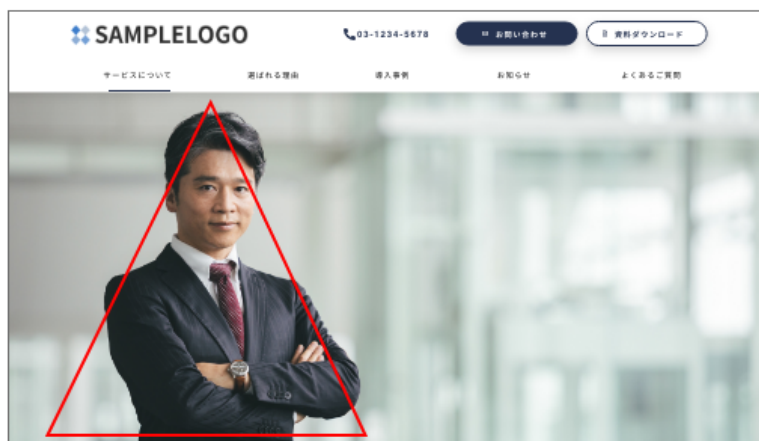 SAMPLELOGO
03-1234-5678
お問い合わせ
資料ダウンロード
サービスについて
選ばれる理由
導入事例
お知らせ
よくあるご質問